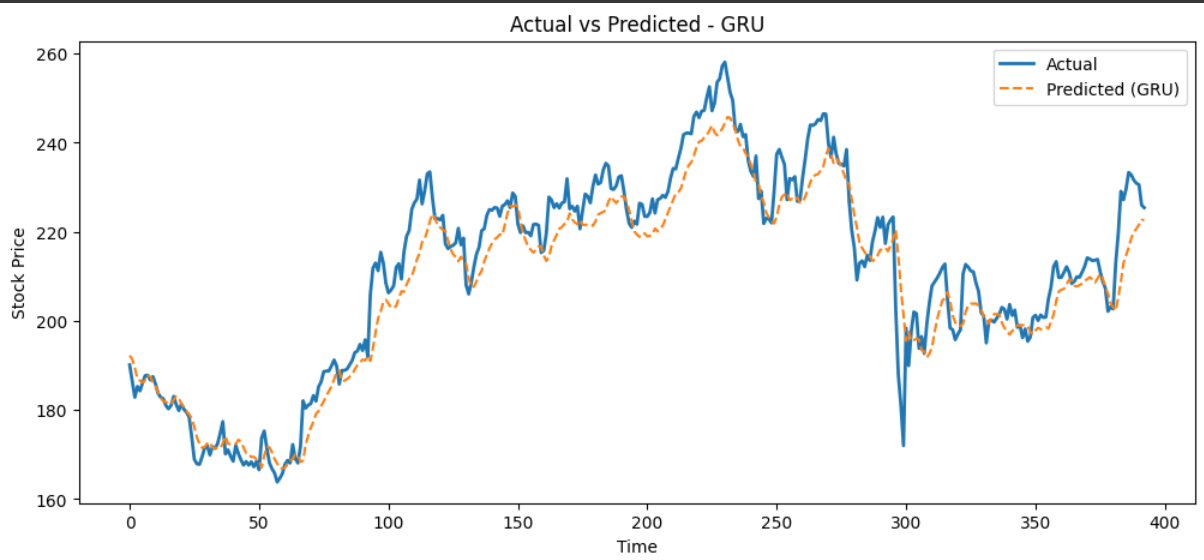 Actual vs Predicted - GRU
Actual
Predicted (GRU)
Stock Price
260
240
220
200
180
160
0 50 100 150 200 250 300 350 400
Time